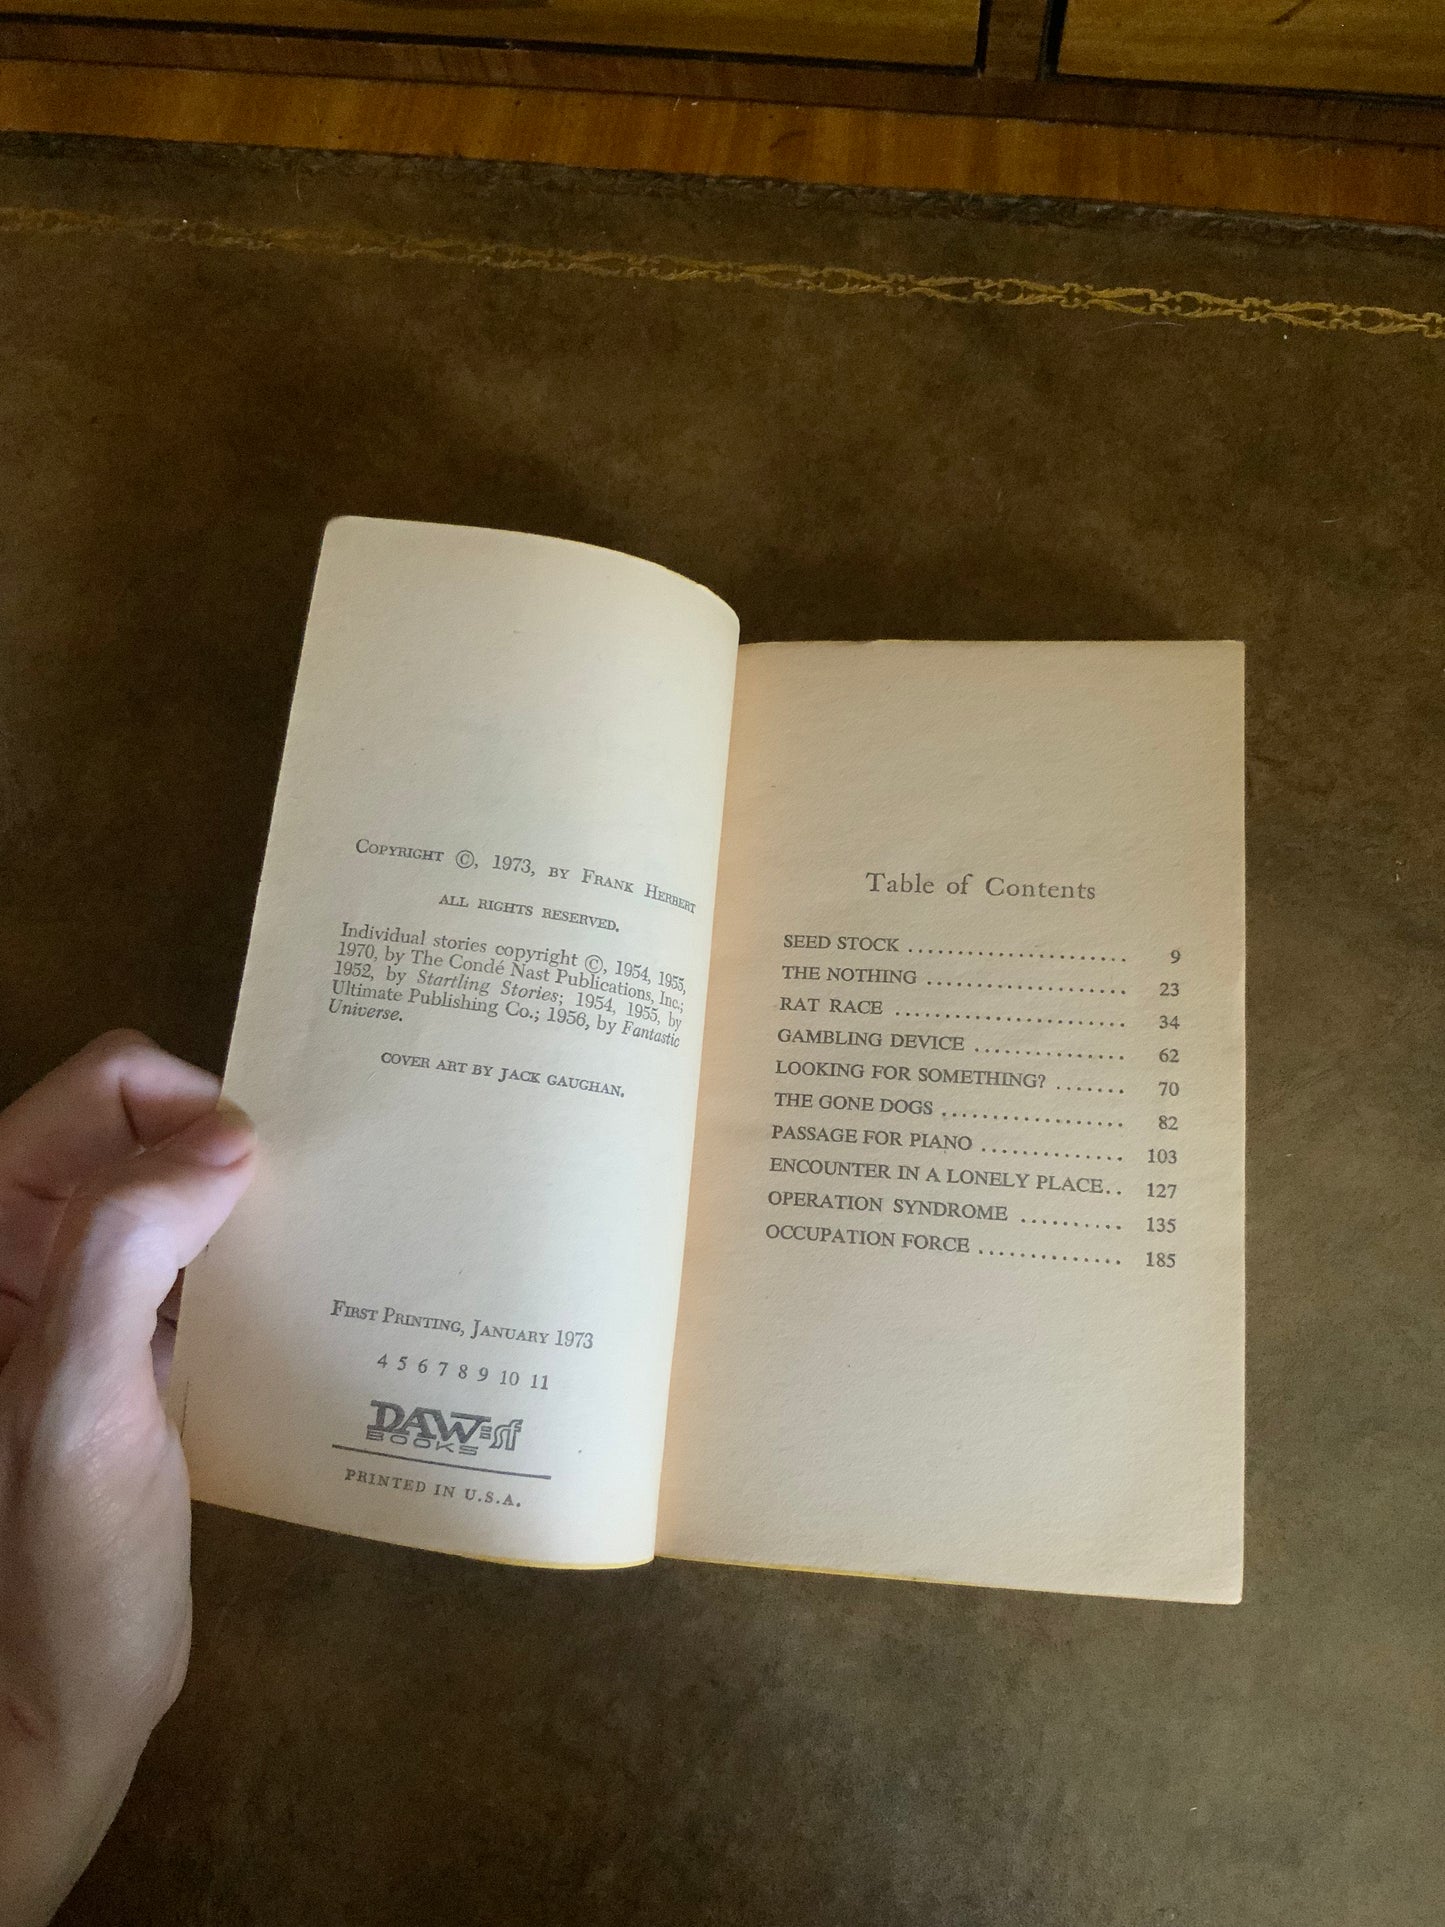 COPYRIGHT ©, 1973, BY FRANK HERBERT
ALL RIGHTS RESERVED.
Individual stories copyright ©, 1954, 1955,
1970, by The Condé Nast Publications, Inc.;
1952, by Startling Stories; 1954, 1955, by
Ultimate Publishing Co.; 1956, by Fantastic
Universe.
COVER ART BY JACK GAUGHAN.
FIRST PRINTING, JANUARY 1973
4 5 6 7 8 9 10 11
DAW sf
BOOKS
PRINTED IN U.S.A.
Table of Contents
SEED STOCK ...................... 9
THE NOTHING .................... 23
RAT RACE ....................... 34
GAMBLING DEVICE ............... 62
LOOKING FOR SOMETHING? ....... 70
THE GONE DOGS .................. 82
PASSAGE FOR PIANO .............. 103
ENCOUNTER IN A LONELY PLACE.. 127
OPERATION SYNDROME .......... 135
OCCUPATION FORCE .............. 185